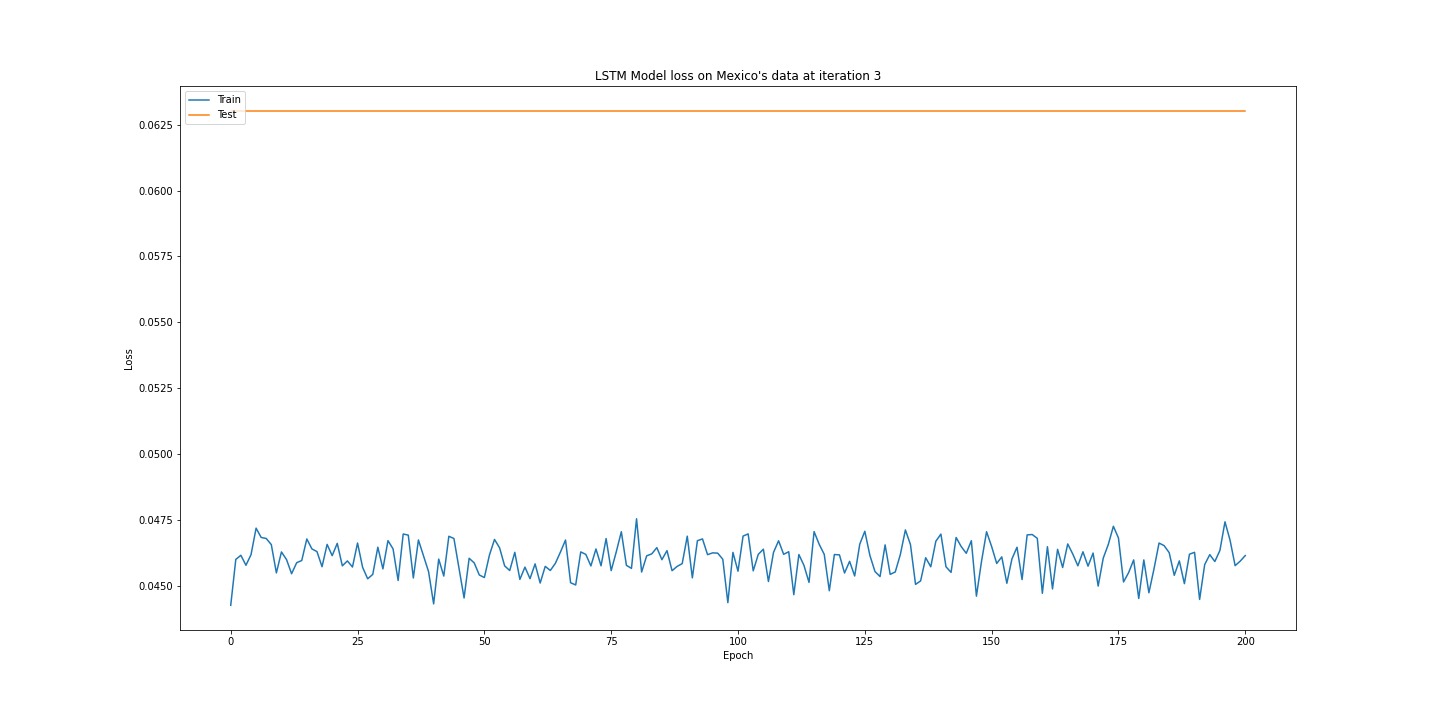 LSTM Model loss on Mexico's data at iteration 3
Train
Test
0.0625
0.0600
0.0575
0.0550
0.0525
0.0500
0.0475
0.0450
Loss
0 25 50 75 100 125 150 175 200
Epoch